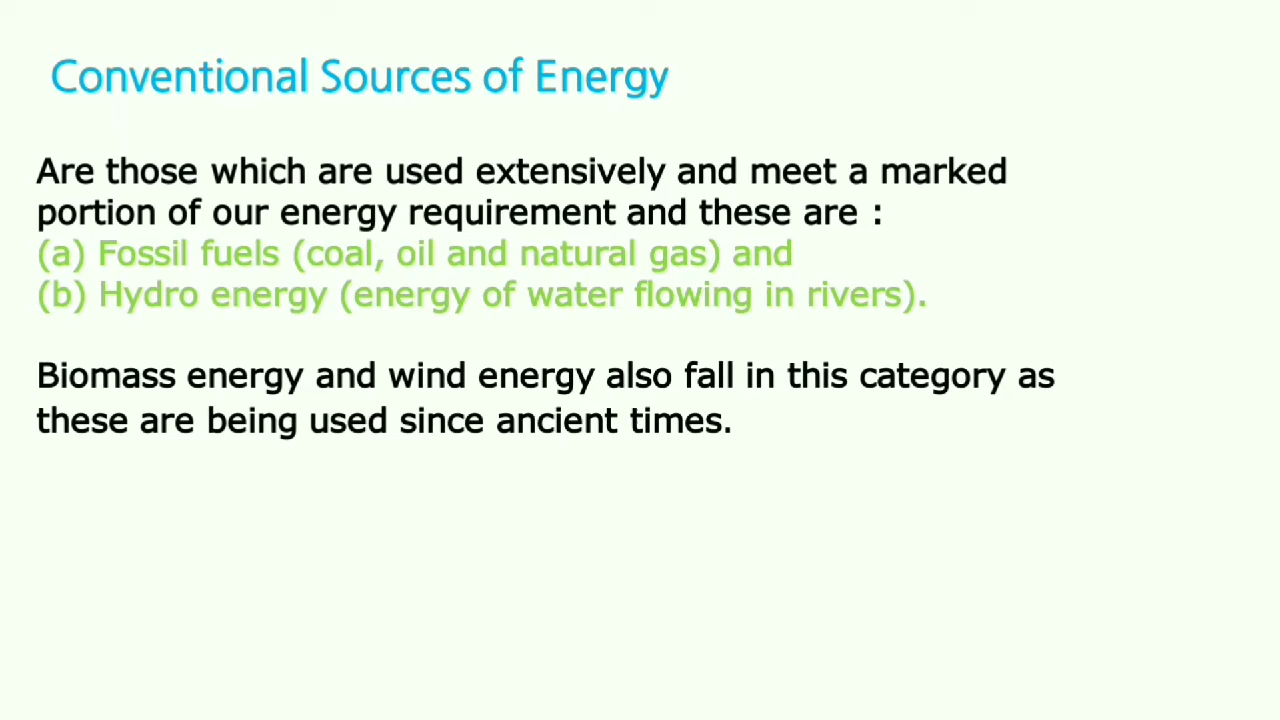 Conventional Sources of Energy
Are those which are used extensively and meet a marked
portion of our energy requirement and these are :
(a) Fossil fuels (coal, oil and natural gas) and
(b) Hydro energy (energy of water flowing in rivers).
Biomass energy and wind energy also fall in this category as
these are being used since ancient times.